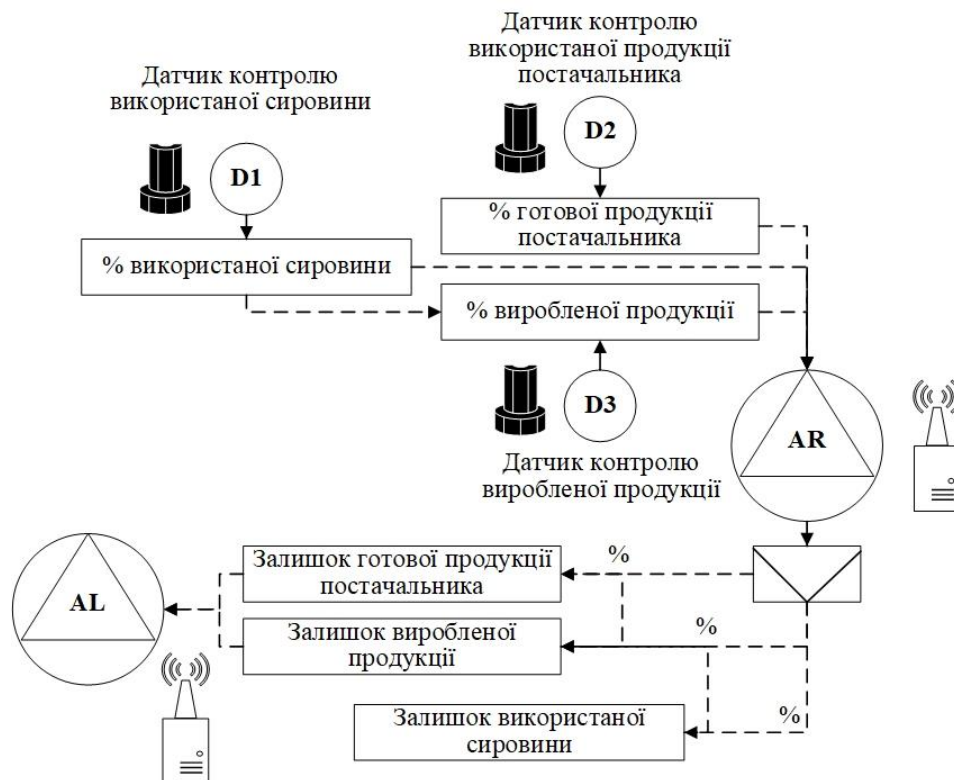 Датчик контролю
використаної продукції
постачальника
Датчик контролю
використаної сировини
D2
D1
% готової продукції
постачальника
% використаної сировини
% виробленої продукції
D3
AR
Датчик контролю
виробленої продукції
Залишок готової продукції
постачальника
%
AL
Залишок виробленої
продукції
%
Залишок використаної
сировини
%